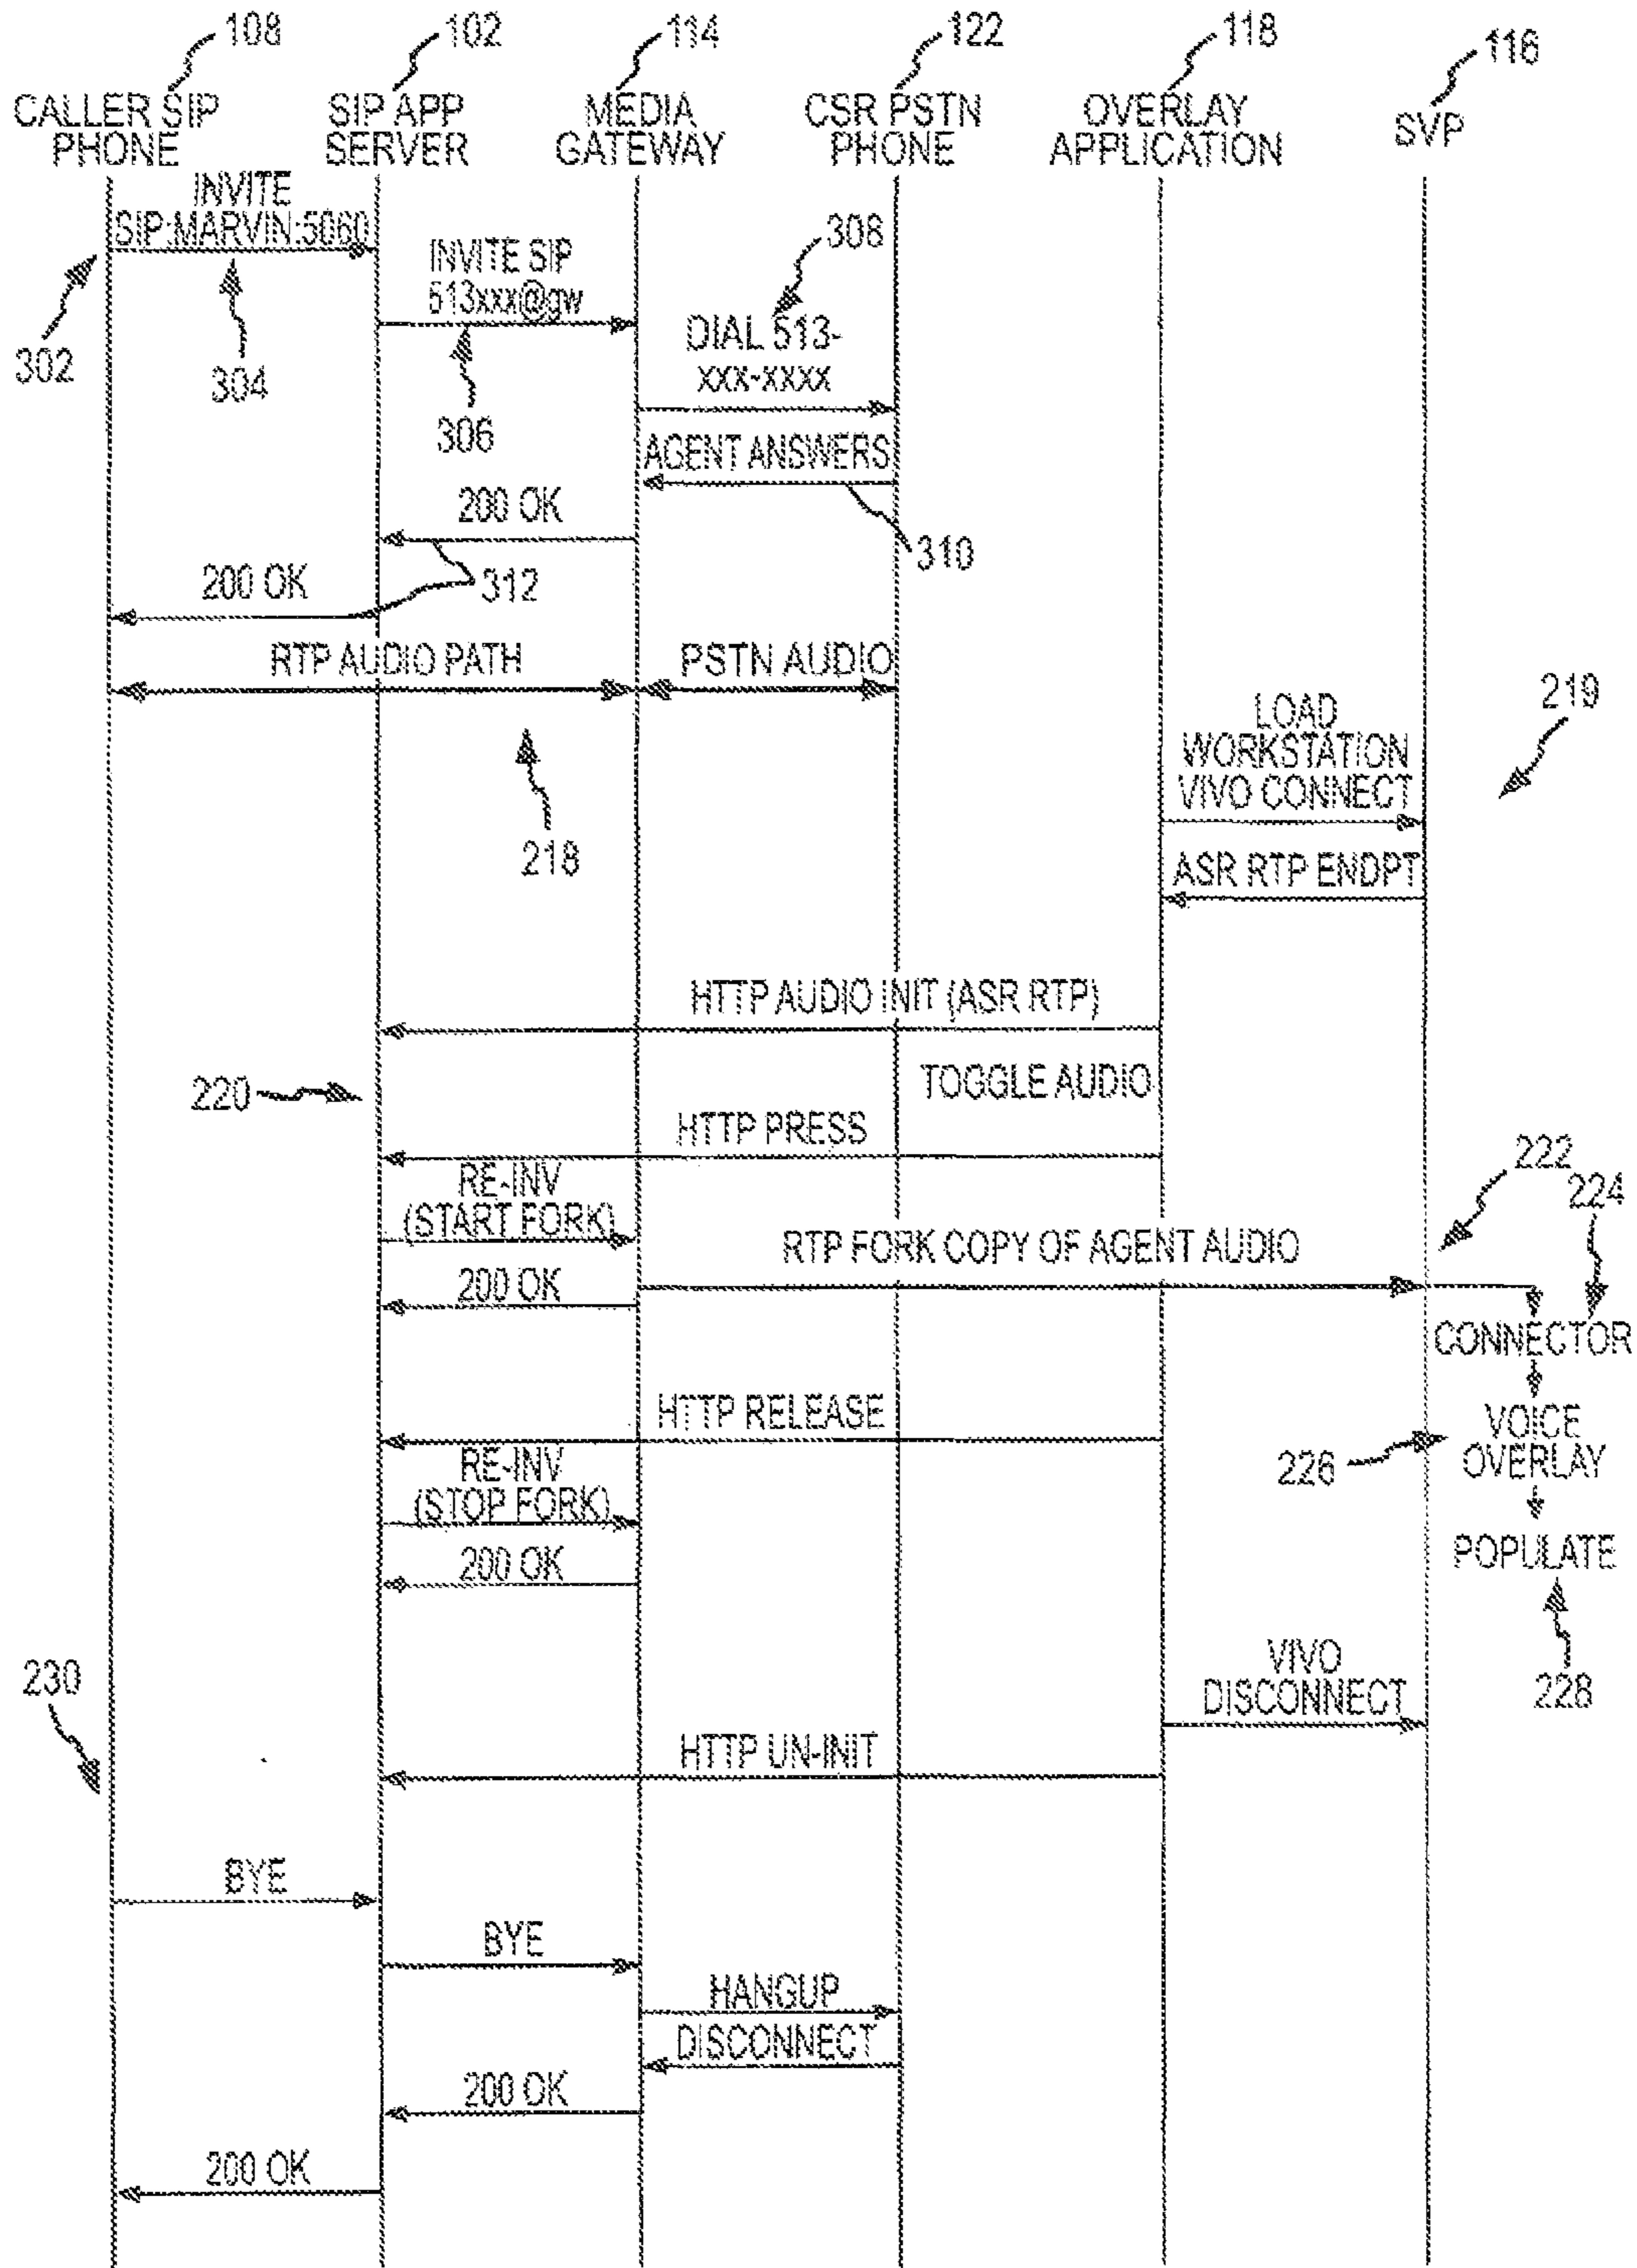 108
102
114
122
118
116
CALLER SIP
PHONE
SIP APP
SERVER
MEDIA
GATEWAY
CSR PSTN
PHONE
OVERLAY
APPLICATION
SVP
INVITE
SIP:MARVIN:5060
302
304
INVITE SIP
513xxx@gw
306
308
DIAL 513-
XXX-XXXX
AGENT ANSWERS
310
200 OK
312
200 OK
RTP AUDIO PATH
PSTN AUDIO
218
219
LOAD
WORKSTATION
VIVO CONNECT
ASR RTP ENDPT
HTTP AUDIO INIT (ASR RTP)
220
TOGGLE AUDIO
HTTP PRESS
RE-INV
(START FORK)
222
224
RTP FORK COPY OF AGENT AUDIO
200 OK
CONNECTOR
HTTP RELEASE
226
VOICE
OVERLAY
RE-INV
(STOP FORK)
200 OK
POPULATE
228
230
VIVO
DISCONNECT
HTTP UN-INIT
BYE
BYE
HANGUP
DISCONNECT
200 OK
200 OK